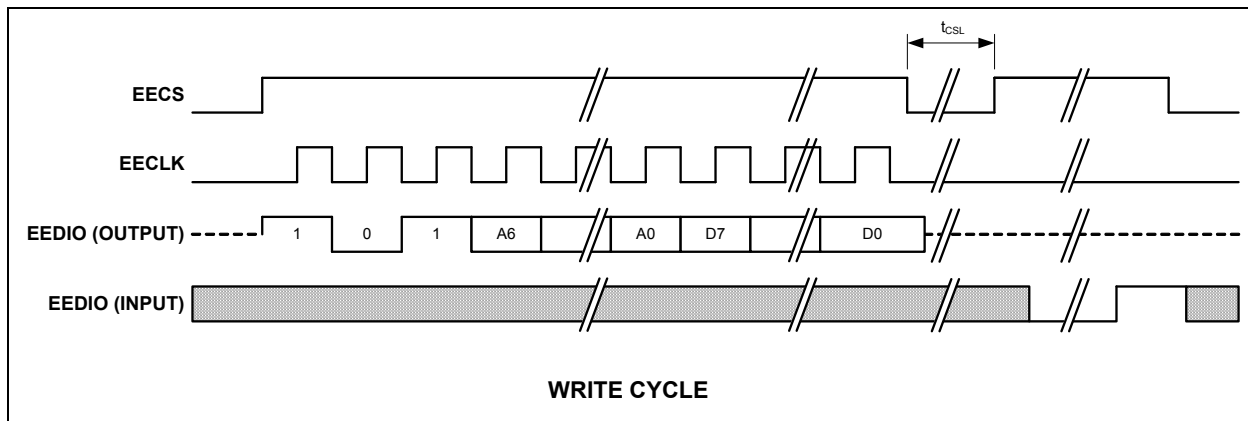 tCSL
EECS
EECLK
EEDIO (OUTPUT) 1 0 1 A6 A0 D7 D0
EEDIO (INPUT)
WRITE CYCLE